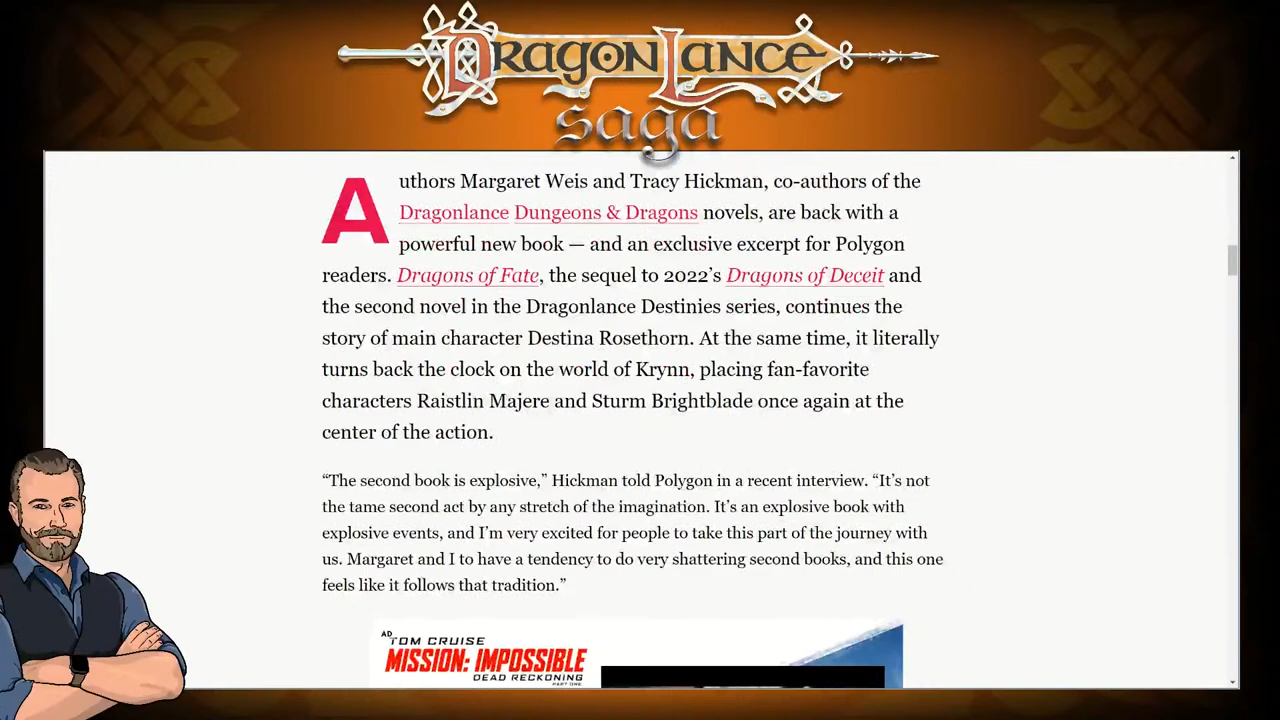 DragonLance
saga
Authors Margaret Weis and Tracy Hickman, co-authors of the
Dragonlance Dungeons & Dragons novels, are back with a
powerful new book — and an exclusive excerpt for Polygon
readers. Dragons of Fate, the sequel to 2022’s Dragons of Deceit and
the second novel in the Dragonlance Destinies series, continues the
story of main character Destina Rosethorn. At the same time, it literally
turns back the clock on the world of Krynn, placing fan-favorite
characters Raistlin Majere and Sturm Brightblade once again at the
center of the action.
“The second book is explosive,” Hickman told Polygon in a recent interview. “It’s not
the tame second act by any stretch of the imagination. It’s an explosive book with
explosive events, and I’m very excited for people to take this part of the journey with
us. Margaret and I to have a tendency to do very shattering second books, and this one
feels like it follows that tradition.”
AD
TOM CRUISE
MISSION: IMPOSSIBLE
DEAD RECKONING
PART ONE